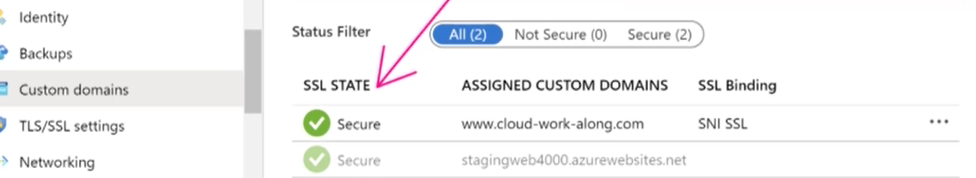 Identity
Backups
Custom domains
TLS/SSL settings
Networking
Status Filter All (2) Not Secure (0) Secure (2)
SSL STATE ASSIGNED CUSTOM DOMAINS SSL Binding
Secure www.cloud-work-along.com SNI SSL ...
Secure stagingweb4000.azurewebsites.net